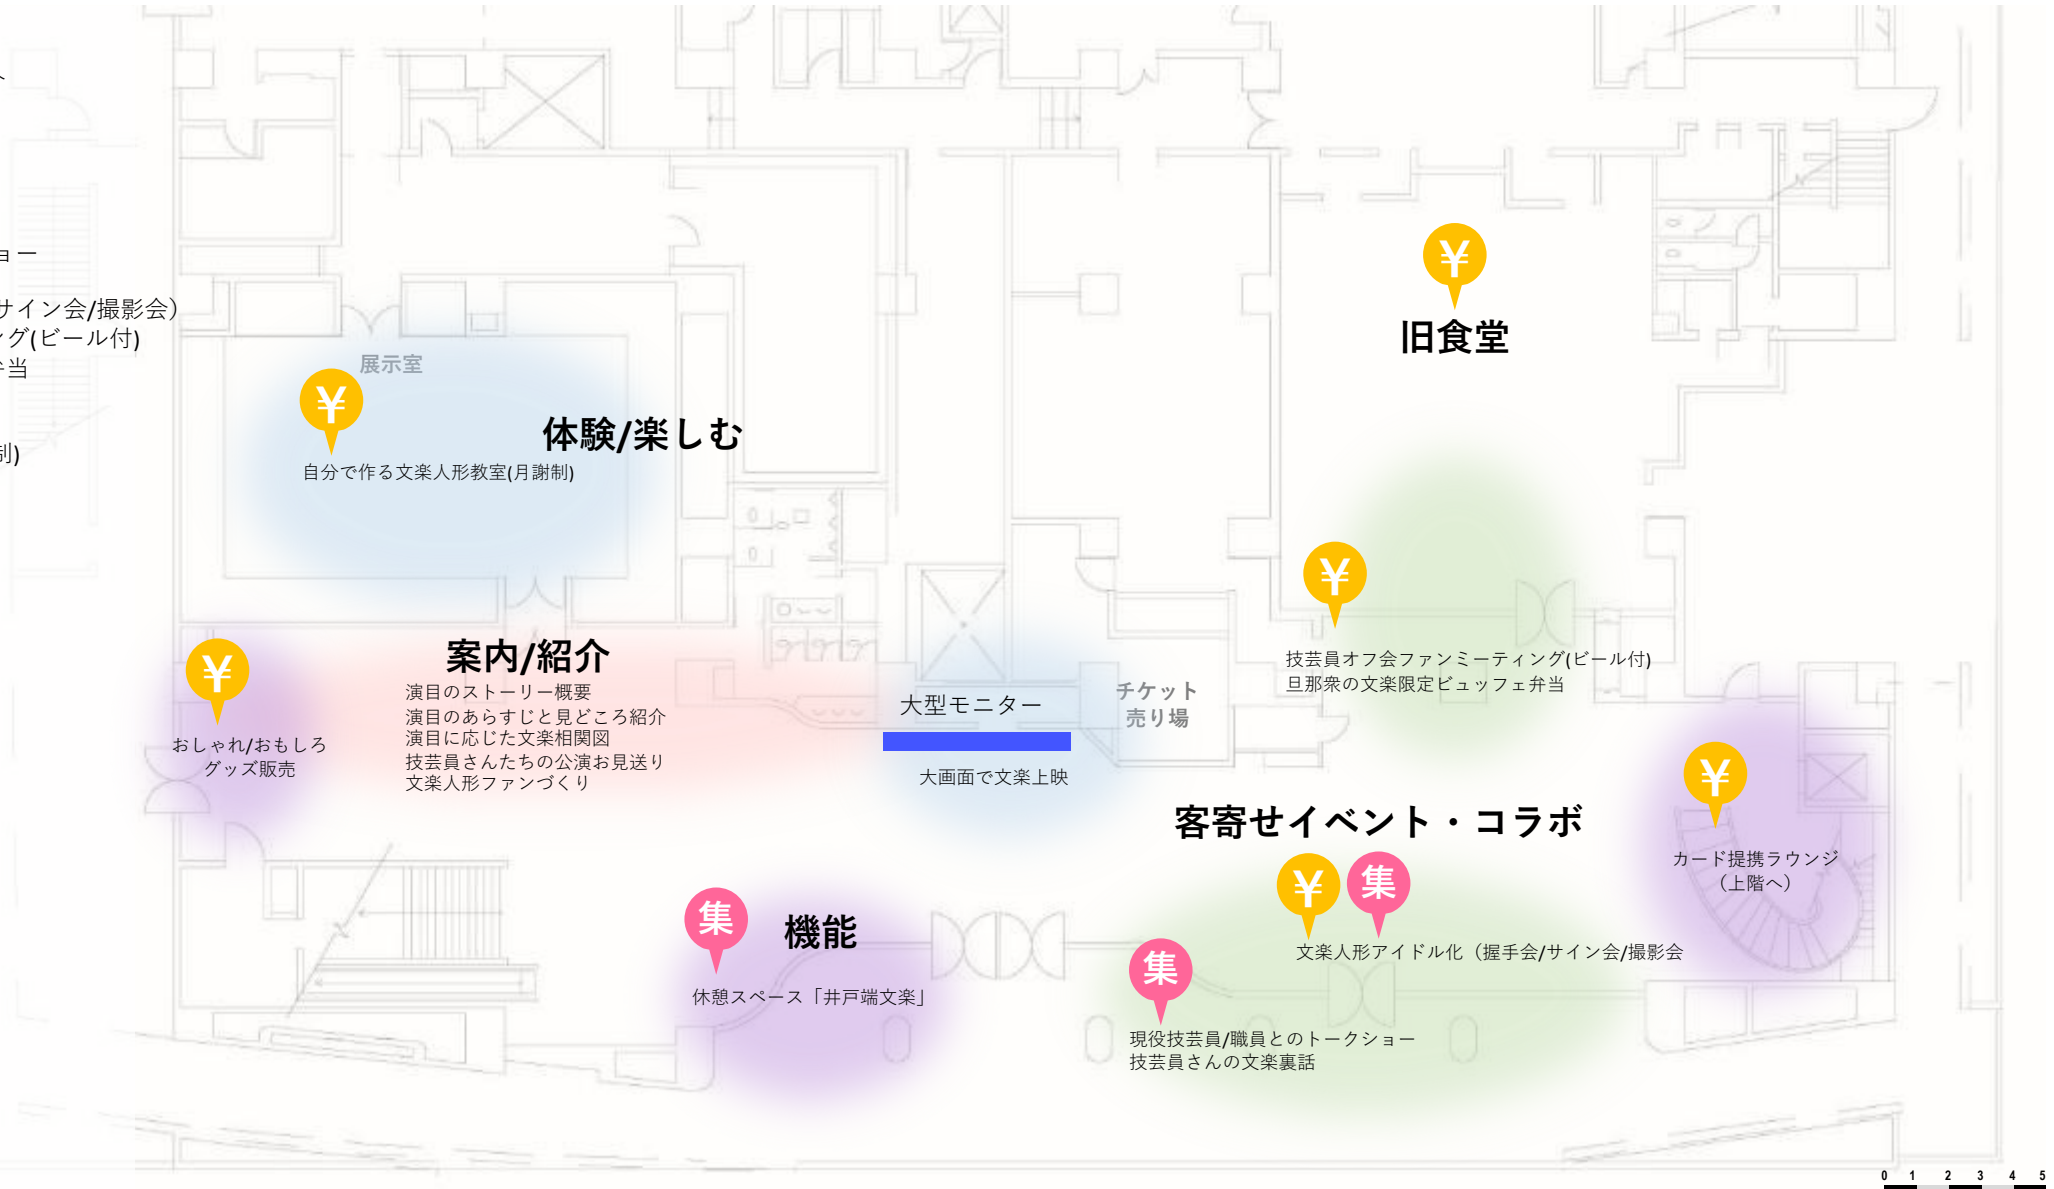 ョー
サイン会/撮影会）
グ(ビール付)
弁当
制)
¥
旧食堂
展示室
¥
体験/楽しむ
自分で作る文楽人形教室(月謝制)
¥
技芸員オフ会ファンミーティング(ビール付)
旦那衆の文楽限定ビュッフェ弁当
¥
おしゃれ/おもしろ
グッズ販売
案内/紹介
演目のストーリー概要
演目のあらすじと見どころ紹介
演目に応じた文楽相関図
技芸員さんたちの公演お見送り
文楽人形ファンづくり
大型モニター
大画面で文楽上映
チケット
売り場
¥
カード提携ラウンジ
（上階へ）
客寄せイベント・コラボ
¥
集
文楽人形アイドル化（握手会/サイン会/撮影会
集
機能
休憩スペース「井戸端文楽」
集
現役技芸員/職員とのトークショー
技芸員さんの文楽裏話
0 1 2 3 4 5